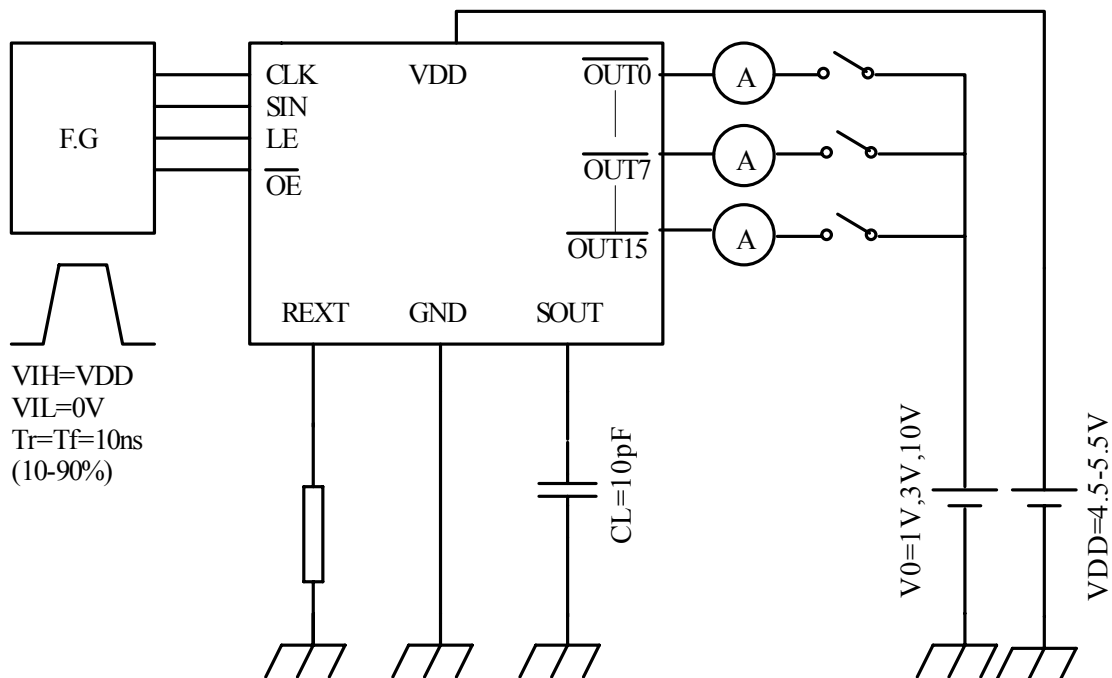 CLK
VDD
OUT0
A
SIN
LE
F.G
OE
OUT7
A
OUT15
A
REXT
GND
SOUT
VIH=VDD
VIL=0V
Tr=Tf=10ns
(10-90%)
CL=10pF
V0=1V,3V,10V
VDD=4.5-5.5V